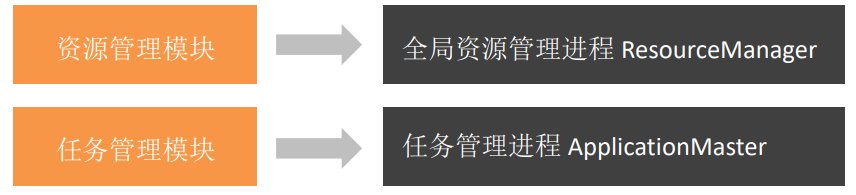 资源管理模块
全局资源管理进程 ResourceManager
任务管理模块
任务管理进程 ApplicationMaster